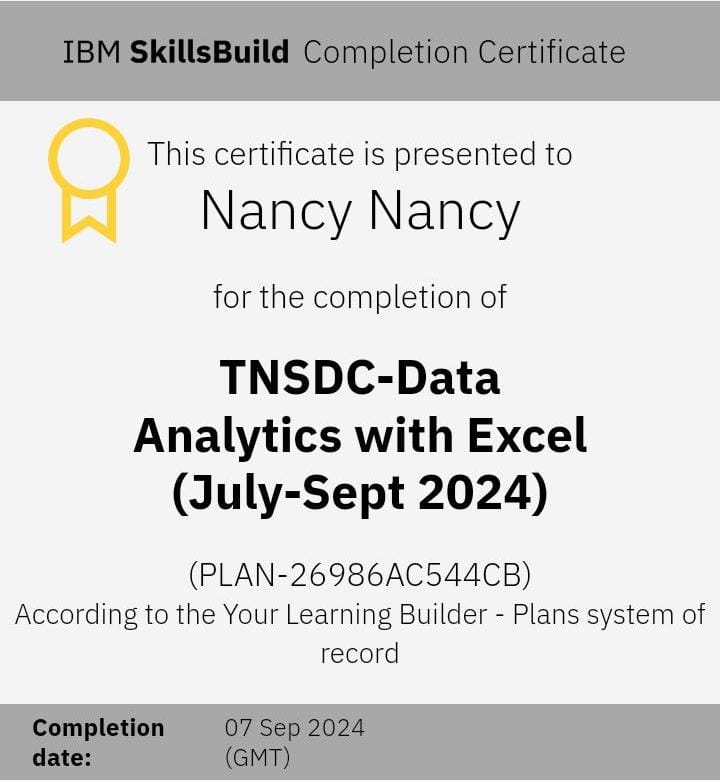 IBM SkillsBuild Completion Certificate
This certificate is presented to
Nancy Nancy
for the completion of
TNSDC-Data
Analytics with Excel
(July-Sept 2024)
(PLAN-26986AC544CB)
According to the Your Learning Builder - Plans system of
record
Completion
date:
07 Sep 2024
(GMT)